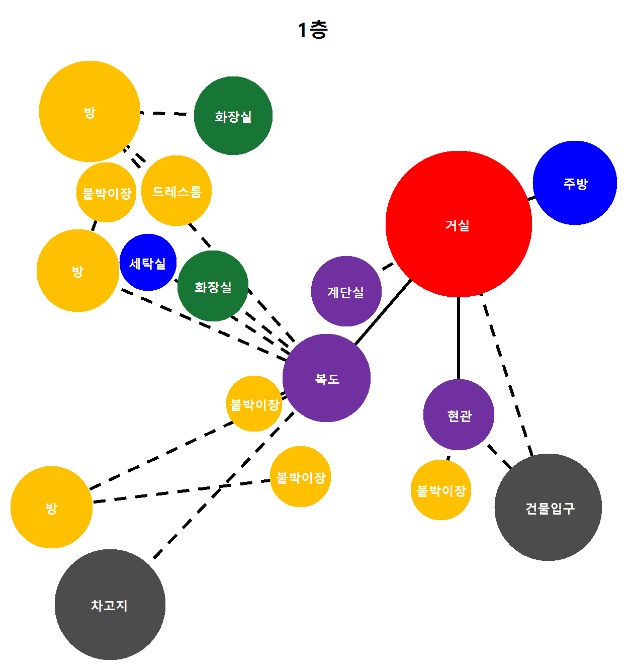 1층
방
화장실
주방
붙박이장
드레스룸
거실
방
세탁실
화장실
계단실
복도
붙박이장
현관
붙박이장
붙박이장
방
건물입구
차고지